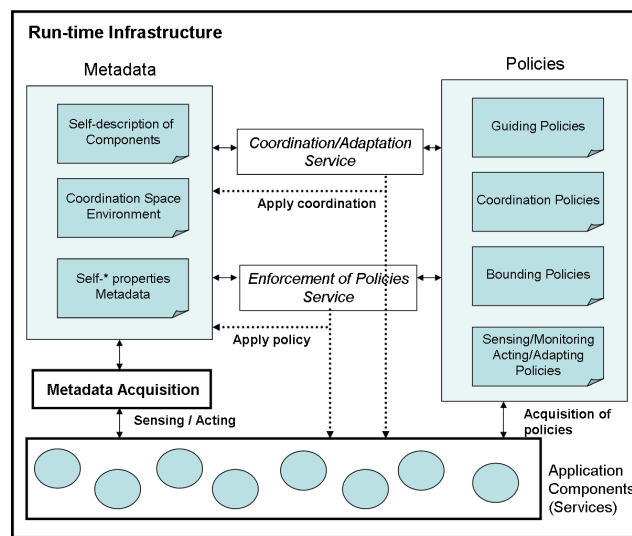 Run-time Infrastructure
Metadata
Policies
Self-description of
Components
Coordination Space
Environment
Self-* properties
Metadata
Coordination/Adaptation
Service
Apply coordination
Enforcement of Policies
Service
Apply policy
Guiding Policies
Coordination Policies
Bounding Policies
Sensing/Monitoring
Acting/Adapting
Policies
Metadata Acquisition
Sensing / Acting
Acquisition of
policies
Application
Components
(Services)